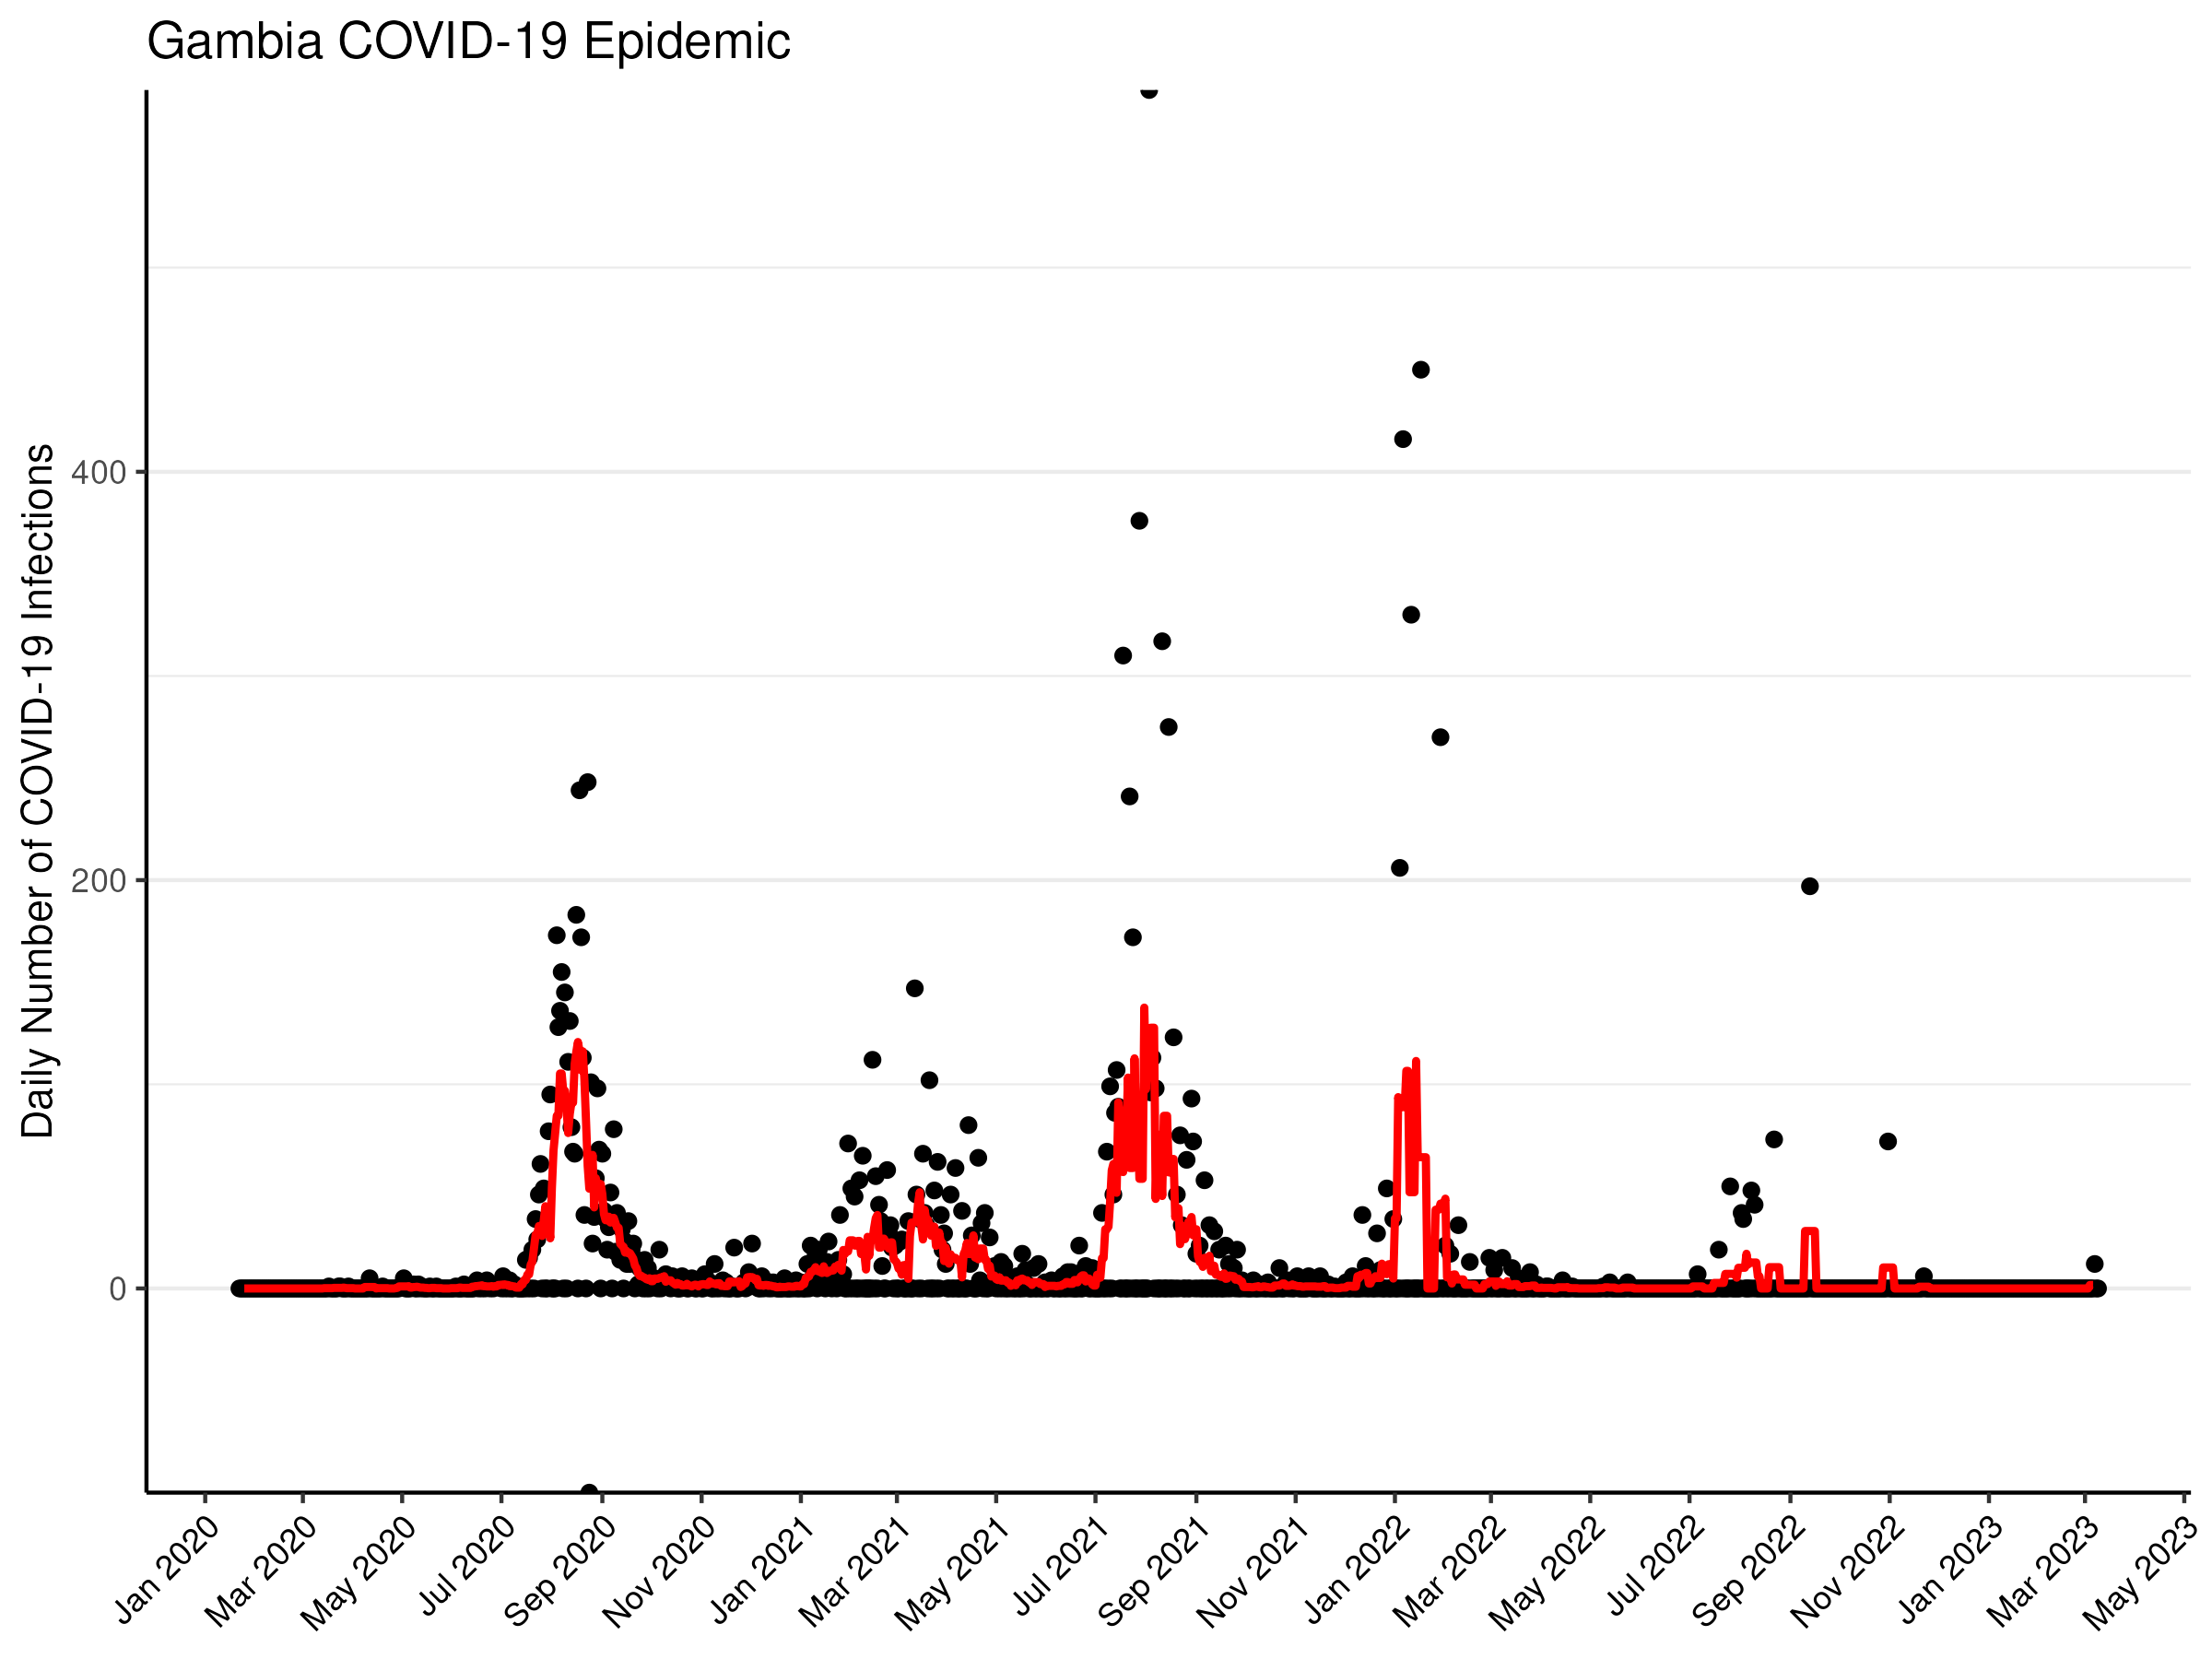 Gambia COVID-19 Epidemic
Daily Number of COVID-19 Infections
400
200
0
Jan 2020
Mar 2020
May 2020
Jul 2020
Sep 2020
Nov 2020
Jan 2021
Mar 2021
May 2021
Jul 2021
Sep 2021
Nov 2021
Jan 2022
Mar 2022
May 2022
Jul 2022
Sep 2022
Nov 2022
Jan 2023
Mar 2023
May 2023